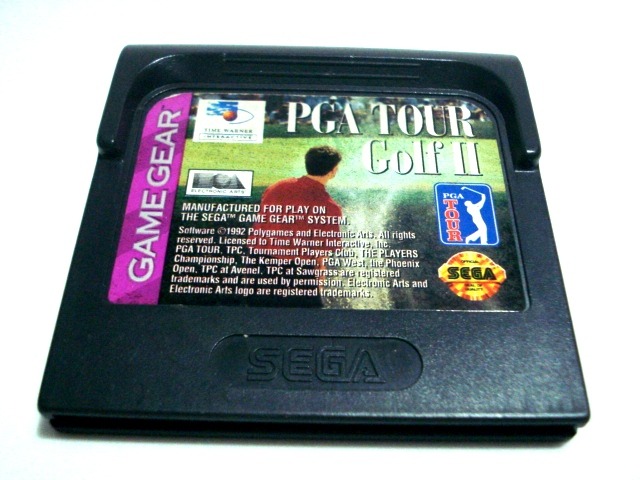 GAME GEAR
TIME WARNER
INTERACTIVE
PGA TOUR
Golf II
ELECTRONIC ARTS
PGA
TOUR
MANUFACTURED FOR PLAY ON
THE SEGA™ GAME GEAR™ SYSTEM.
Software ©1992 Polygames and Electronic Arts. All rights
reserved. Licensed to Time Warner Interactive, Inc.
PGA TOUR, TPC, Tournament Players Club, THE PLAYERS
Championship, The Kemper Open, PGA West, the Phoenix
Open, TPC at Avenel, TPC at Sawgrass are registered
trademarks and are used by permission. Electronic Arts and
Electronic Arts logo are registered trademarks.
OFFICIAL
SEGA
SEAL OF
QUALITY
SEGA